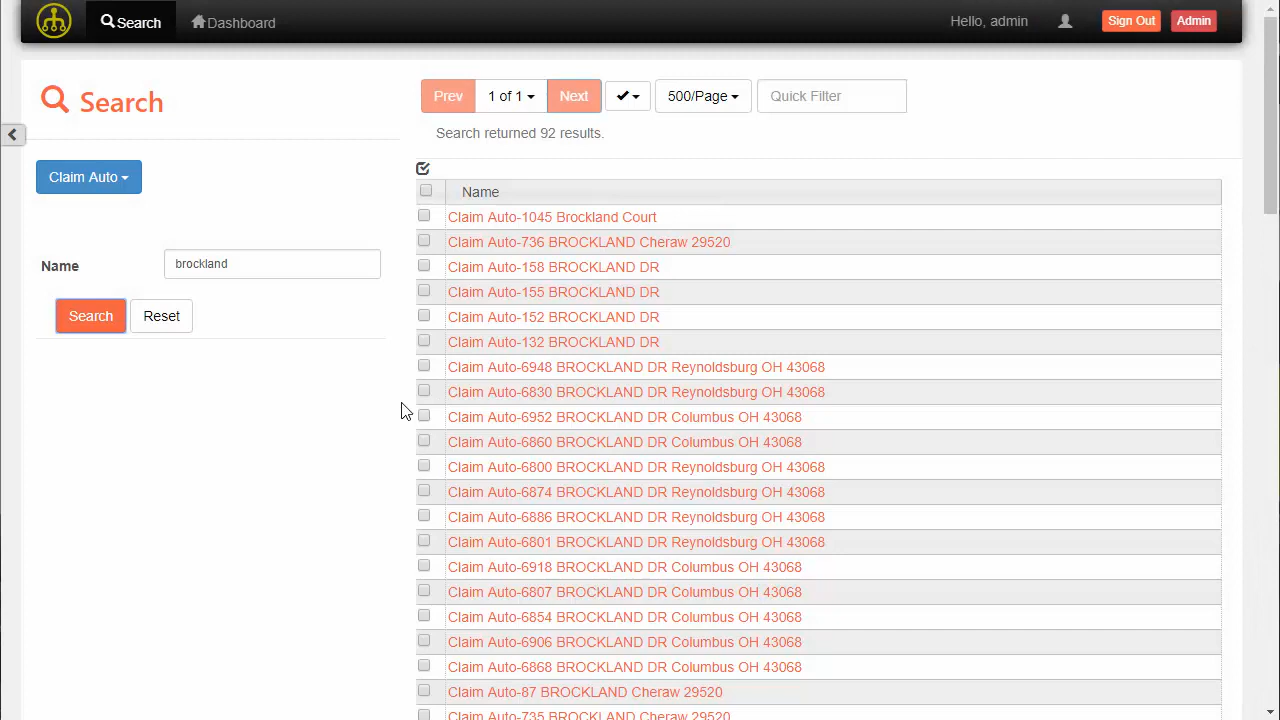 Search
Dashboard
Hello, admin
Sign Out
Admin
Search
Prev
1 of 1
Next
500/Page
Quick Filter
Search returned 92 results.
Claim Auto
Name
brockland
Search
Reset
Name
Claim Auto-1045 Brockland Court
Claim Auto-736 BROCKLAND Cheraw 29520
Claim Auto-158 BROCKLAND DR
Claim Auto-155 BROCKLAND DR
Claim Auto-152 BROCKLAND DR
Claim Auto-132 BROCKLAND DR
Claim Auto-6948 BROCKLAND DR Reynoldsburg OH 43068
Claim Auto-6830 BROCKLAND DR Reynoldsburg OH 43068
Claim Auto-6952 BROCKLAND DR Columbus OH 43068
Claim Auto-6860 BROCKLAND DR Columbus OH 43068
Claim Auto-6800 BROCKLAND DR Reynoldsburg OH 43068
Claim Auto-6874 BROCKLAND DR Reynoldsburg OH 43068
Claim Auto-6886 BROCKLAND DR Reynoldsburg OH 43068
Claim Auto-6801 BROCKLAND DR Reynoldsburg OH 43068
Claim Auto-6918 BROCKLAND DR Columbus OH 43068
Claim Auto-6807 BROCKLAND DR Columbus OH 43068
Claim Auto-6854 BROCKLAND DR Columbus OH 43068
Claim Auto-6906 BROCKLAND DR Columbus OH 43068
Claim Auto-6868 BROCKLAND DR Columbus OH 43068
Claim Auto-87 BROCKLAND Cheraw 29520
Claim Auto-735 BROCKLAND Cheraw 29520